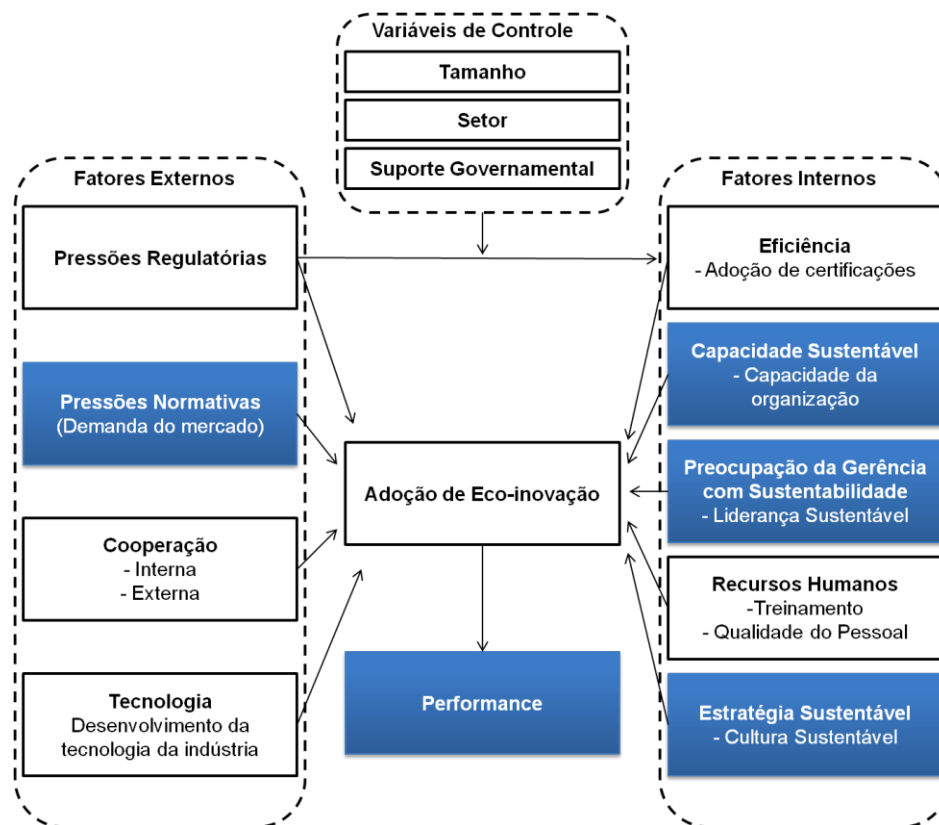 Variáveis de Controle
Tamanho
Setor
Suporte Governamental
Fatores Externos
Pressões Regulatórias
Pressões Normativas
(Demanda do mercado)
Cooperação
- Interna
- Externa
Tecnologia
Desenvolvimento da
tecnologia da indústria
Adoção de Eco-inovação
Performance
Fatores Internos
Eficiência
- Adoção de certificações
Capacidade Sustentável
- Capacidade da
organização
Preocupação da Gerência
com Sustentabilidade
- Liderança Sustentável
Recursos Humanos
-Treinamento
- Qualidade do Pessoal
Estratégia Sustentável
- Cultura Sustentável